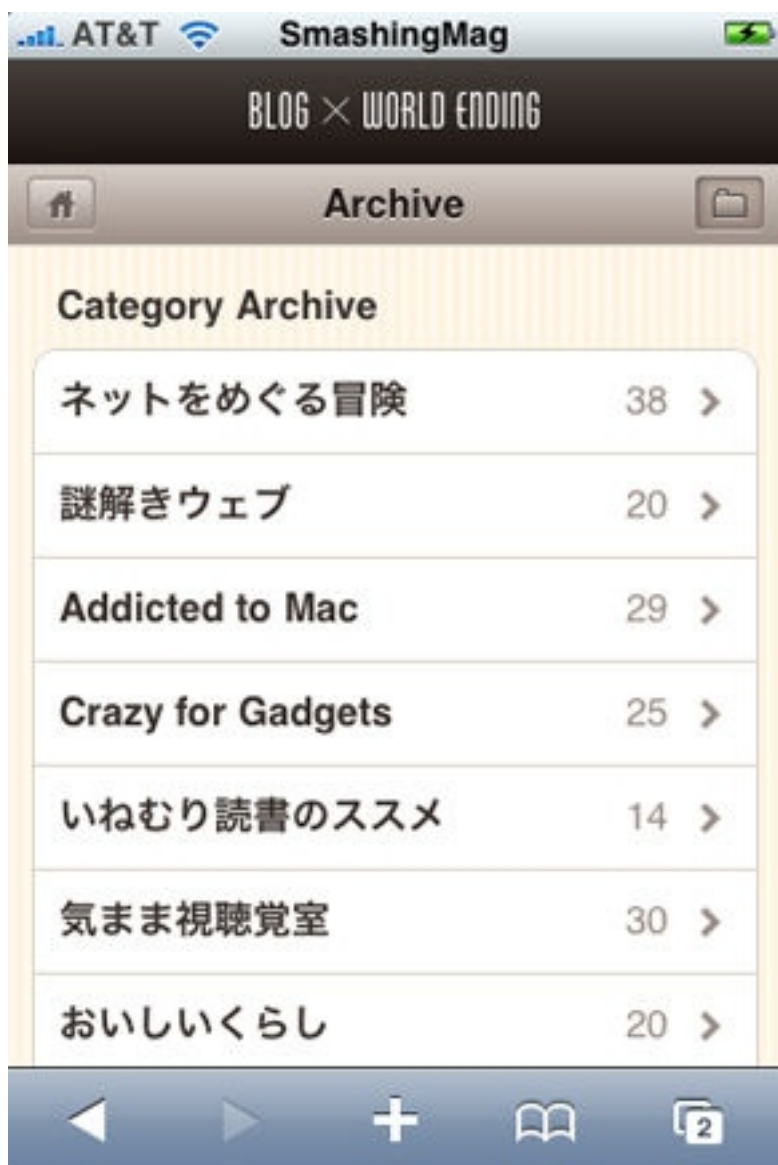 AT&T SmashingMag
BLOG × WORLD ENDING
Archive
Category Archive
ネットをめぐる冒険 38
謎解きウェブ 20
Addicted to Mac 29
Crazy for Gadgets 25
いねむり読書のススメ 14
気まま視聴覚室 30
おいしいくらし 20
2